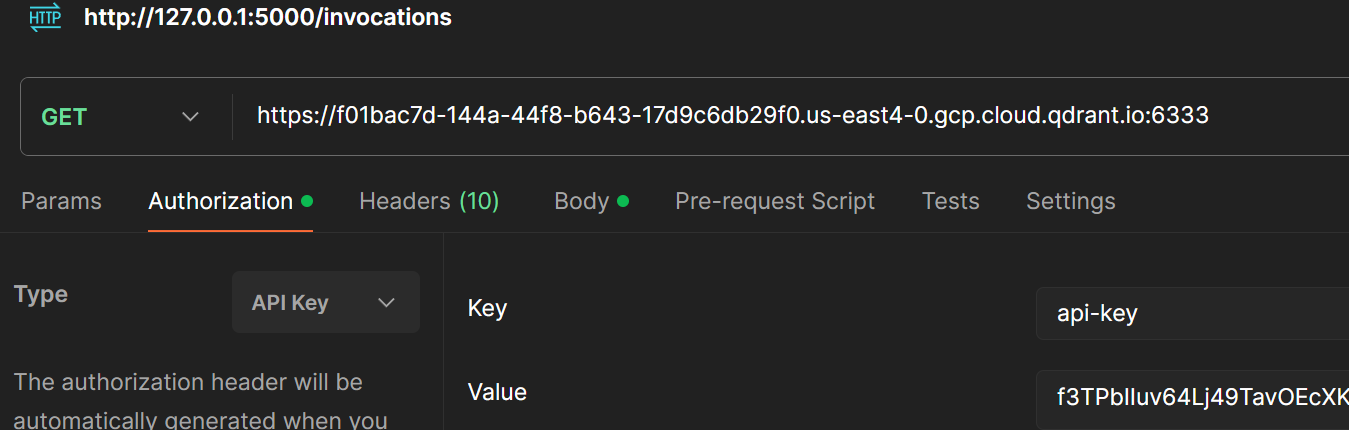 HTTP http://127.0.0.1:5000/invocations
GET https://f01bac7d-144a-44f8-b643-17d9c6db29f0.us-east4-0.gcp.cloud.qdrant.io:6333
Params Authorization Headers (10) Body Pre-request Script Tests Settings
Type API Key
Key api-key
The authorization header will be
Value f3TPbIIuv64Lj49TavOEcXK
automatically generated when you